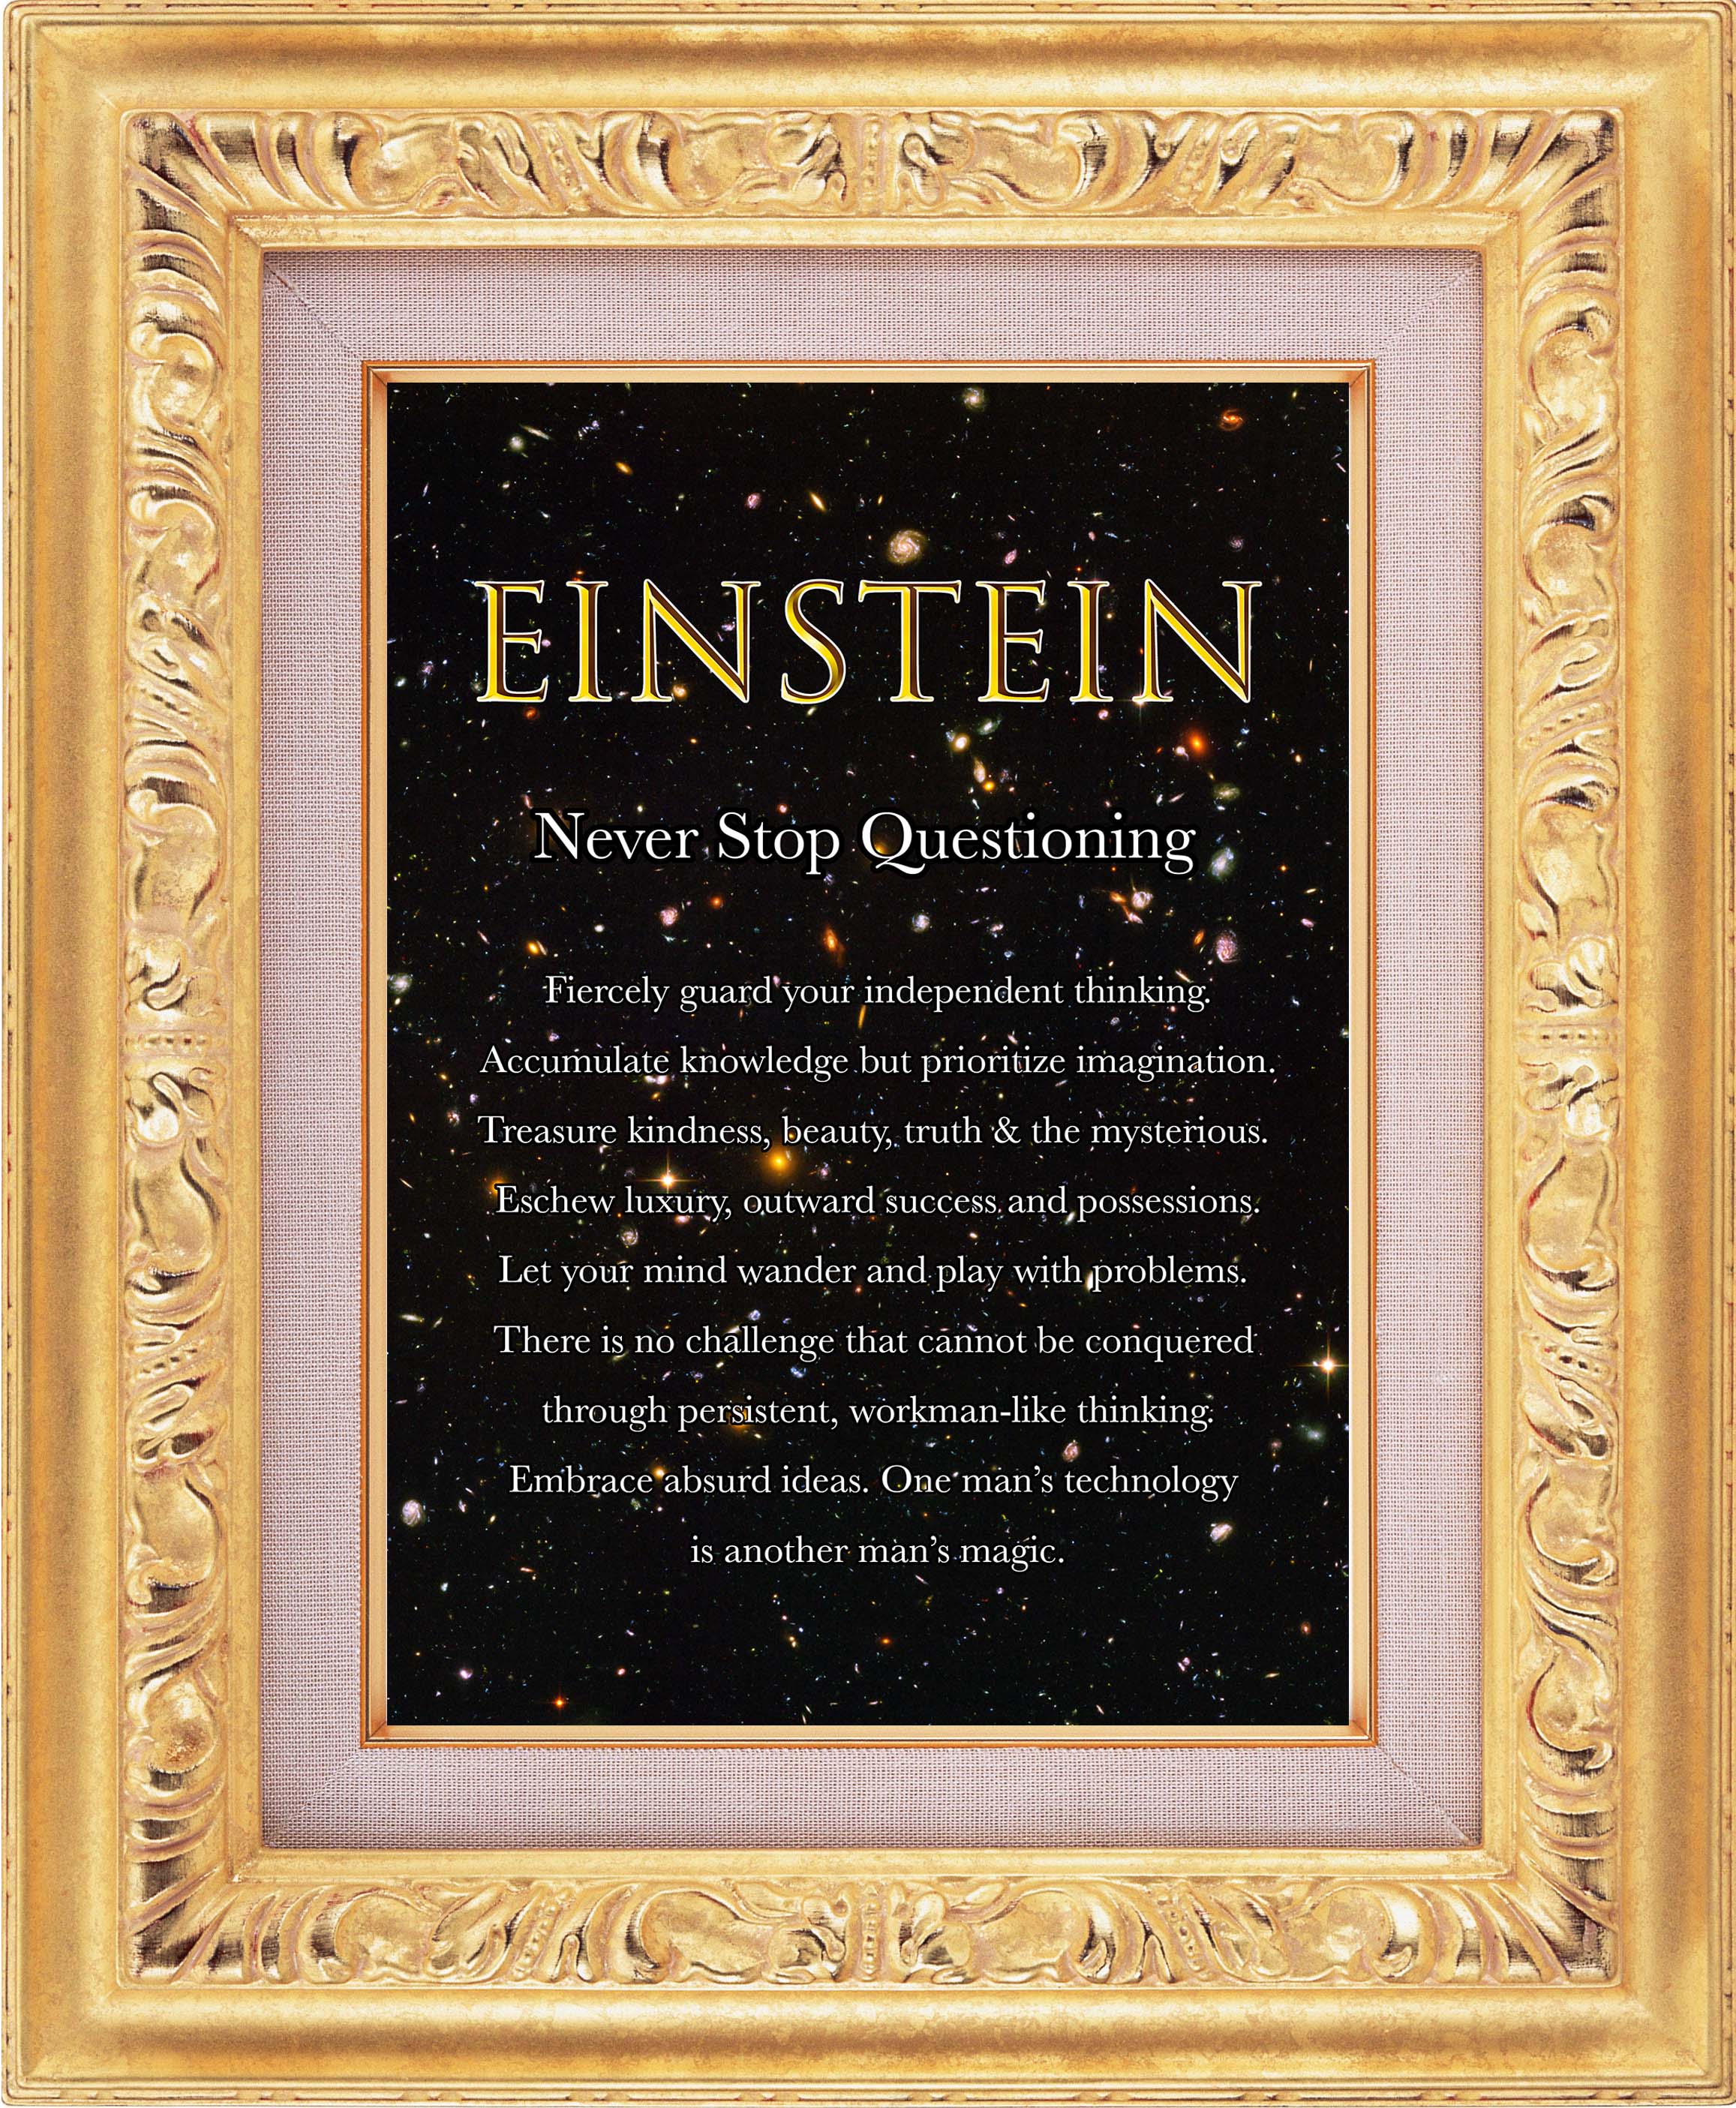 EINSTEIN
Never Stop Questioning
Fiercely guard your independent thinking.
Accumulate knowledge but prioritize imagination.
Treasure kindness, beauty, truth & the mysterious.
Eschew luxury, outward success and possessions.
Let your mind wander and play with problems.
There is no challenge that cannot be conquered
through persistent, workman-like thinking.
Embrace absurd ideas. One man’s technology
is another man’s magic.